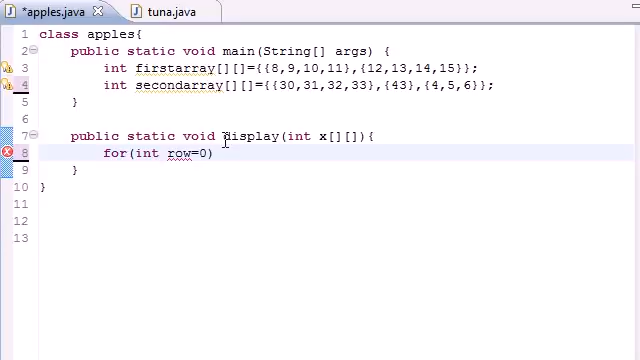 *apples.java tuna.java
1 class apples{
2 public static void main(String[] args) {
3 int firstarray[][]={{8,9,10,11},{12,13,14,15}};
4 int secondarray[][]={{30,31,32,33},{43},{4,5,6}};
5 }
6
7 public static void display(int x[][]){
8 for(int row=0)
9 }
10 }
11
12
13